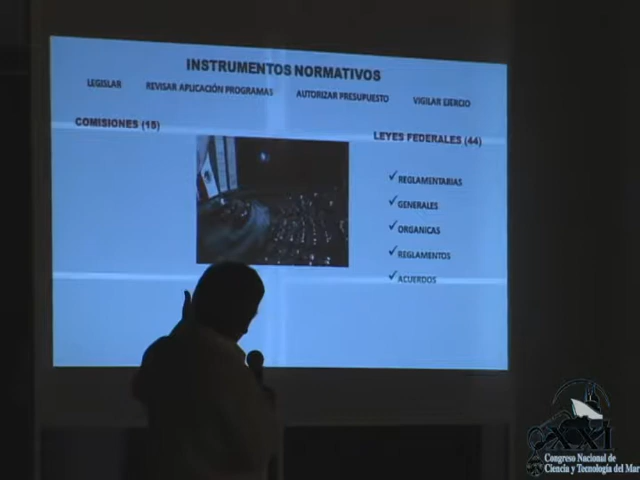 INSTRUMENTOS NORMATIVOS
LEGISLAR REVISAR APLICACIÓN PROGRAMAS AUTORIZAR PRESUPUESTO VIGILAR EJERCIO
COMISIONES (15)
LEYES FEDERALES (44)
✓REGLAMENTARIAS
✓GENERALES
✓ORGANICAS
✓REGLAMENTOS
✓ACUERDOS
XXI
Congreso Nacional de
Ciencia y Tecnología del Mar